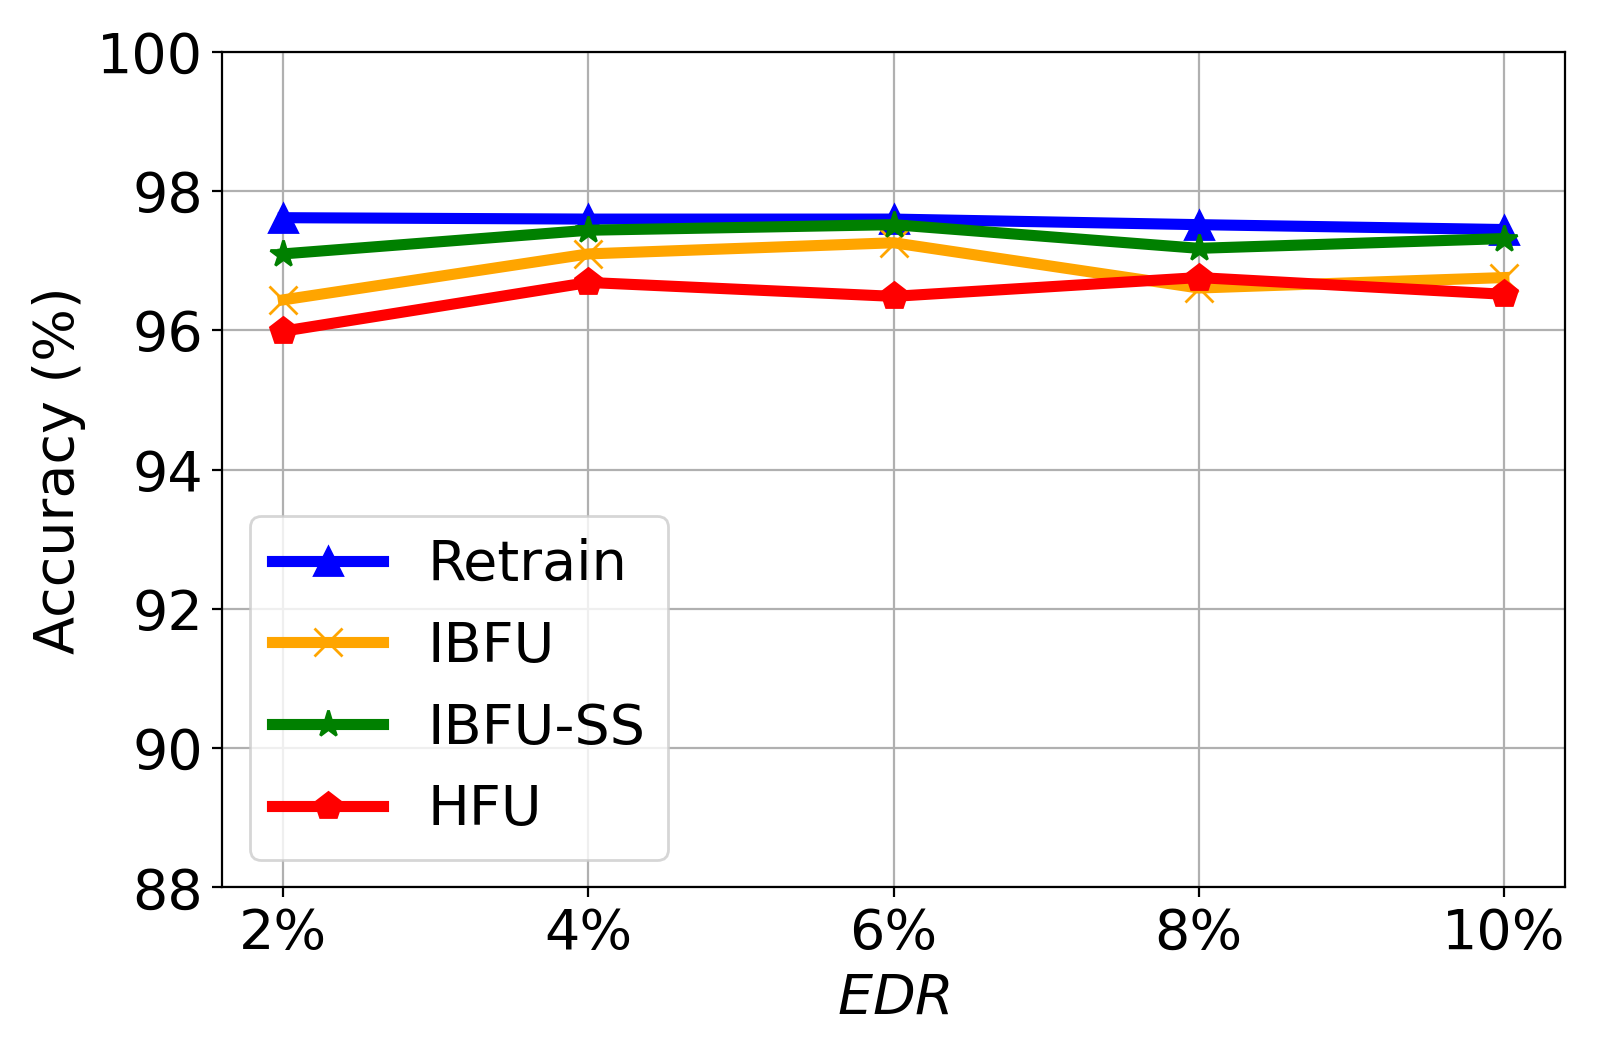 100
98
96
94
92
90
88
Accuracy (%)
Retrain
IBFU
IBFU-SS
HFU
2% 4% 6% 8% 10%
EDR